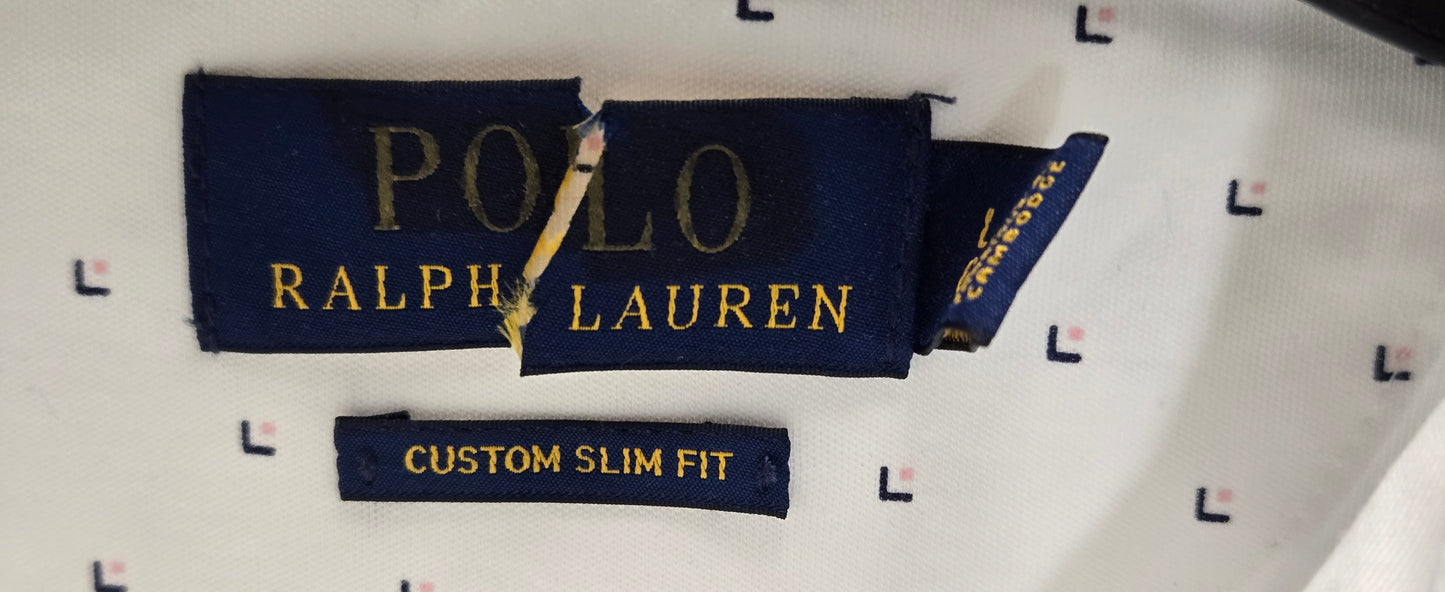 POLO
RALPH LAUREN
CAMBODGE
CUSTOM SLIM FIT